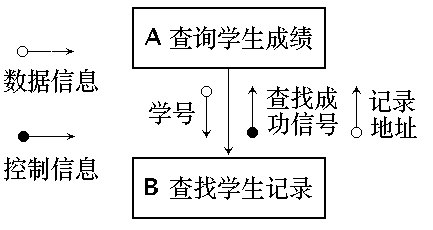 A 查询学生成绩
数据信息
学号
查找成
功信号
记录
地址
控制信息
B 查找学生记录